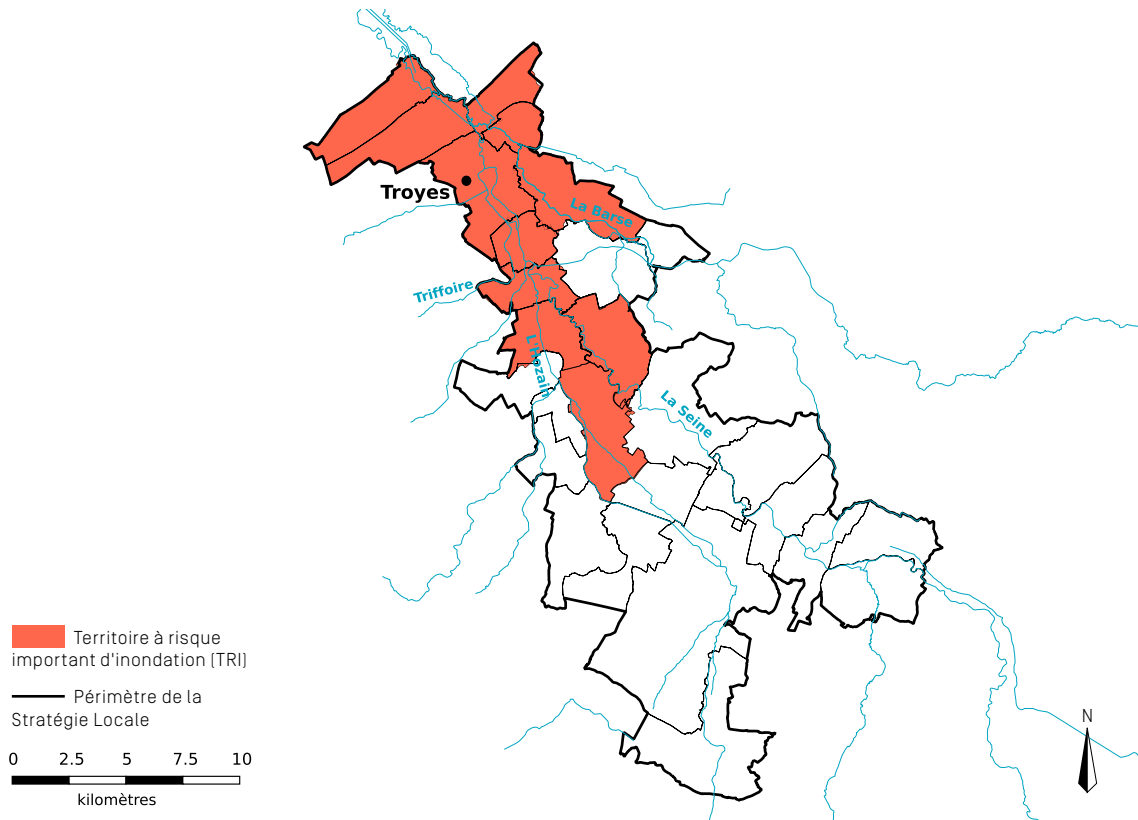 Troyes
La Barse
Triffoire
L'Hozain
La Seine
Territoire à risque
important d'inondation (TRI)
Périmètre de la
Stratégie Locale
0 2.5 5 7.5 10
kilomètres
N